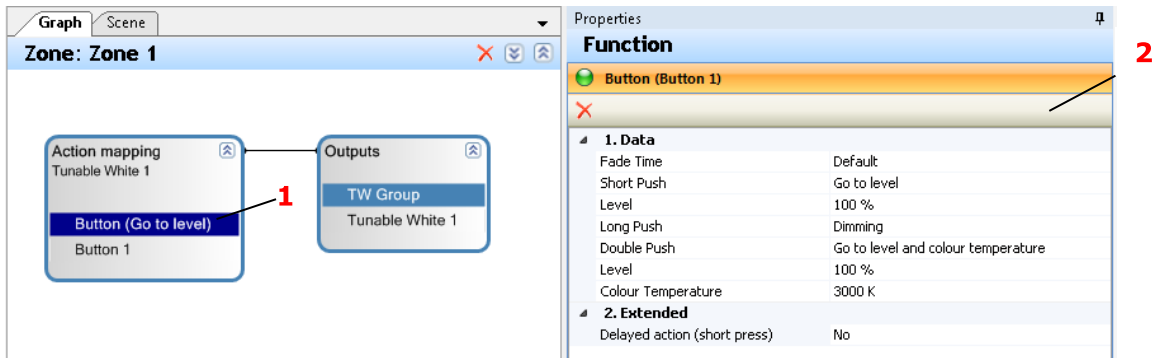 Graph Scene
Zone: Zone 1
Action mapping
Tunable White 1
Button (Go to level)
Button 1
1
Outputs
TW Group
Tunable White 1
Properties
Function
Button (Button 1)
2
1. Data
Fade Time Default
Short Push Go to level
Level 100 %
Long Push Dimming
Double Push Go to level and colour temperature
Level 100 %
Colour Temperature 3000 K
2. Extended
Delayed action (short press) No